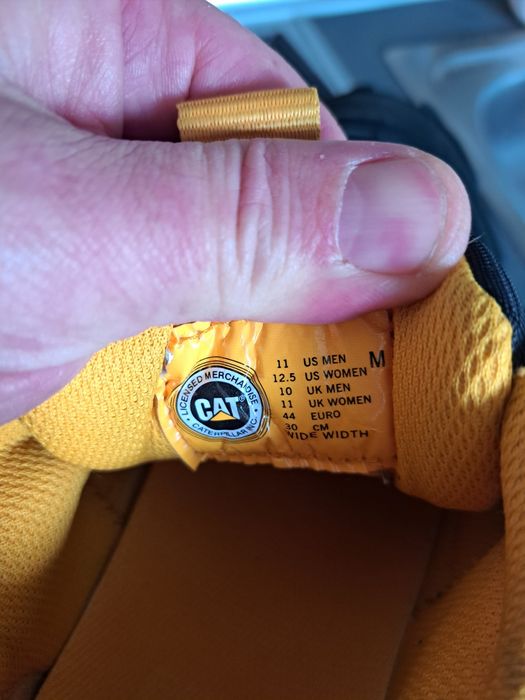 LICENSED MERCHANDISE
CAT®
CATERPILLAR INC.
11 US MEN M
12.5 US WOMEN
10 UK MEN
11 UK WOMEN
44 EURO
30 CM
WIDE WIDTH